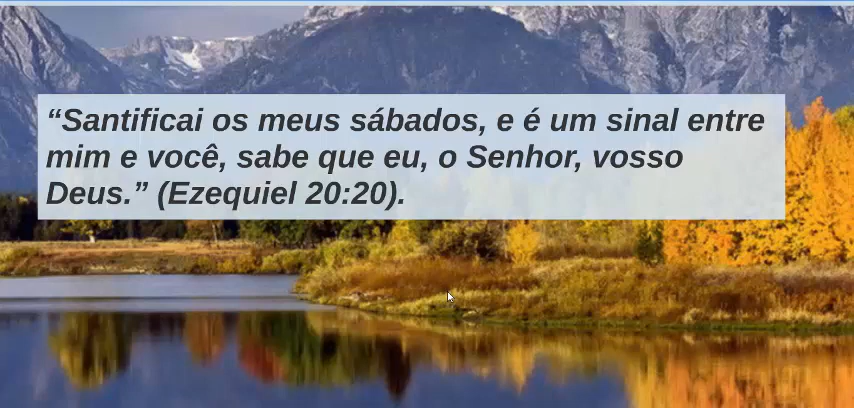 “Santificai os meus sábados, e é um sinal entre
mim e você, sabe que eu, o Senhor, vosso
Deus.” (Ezequiel 20:20).